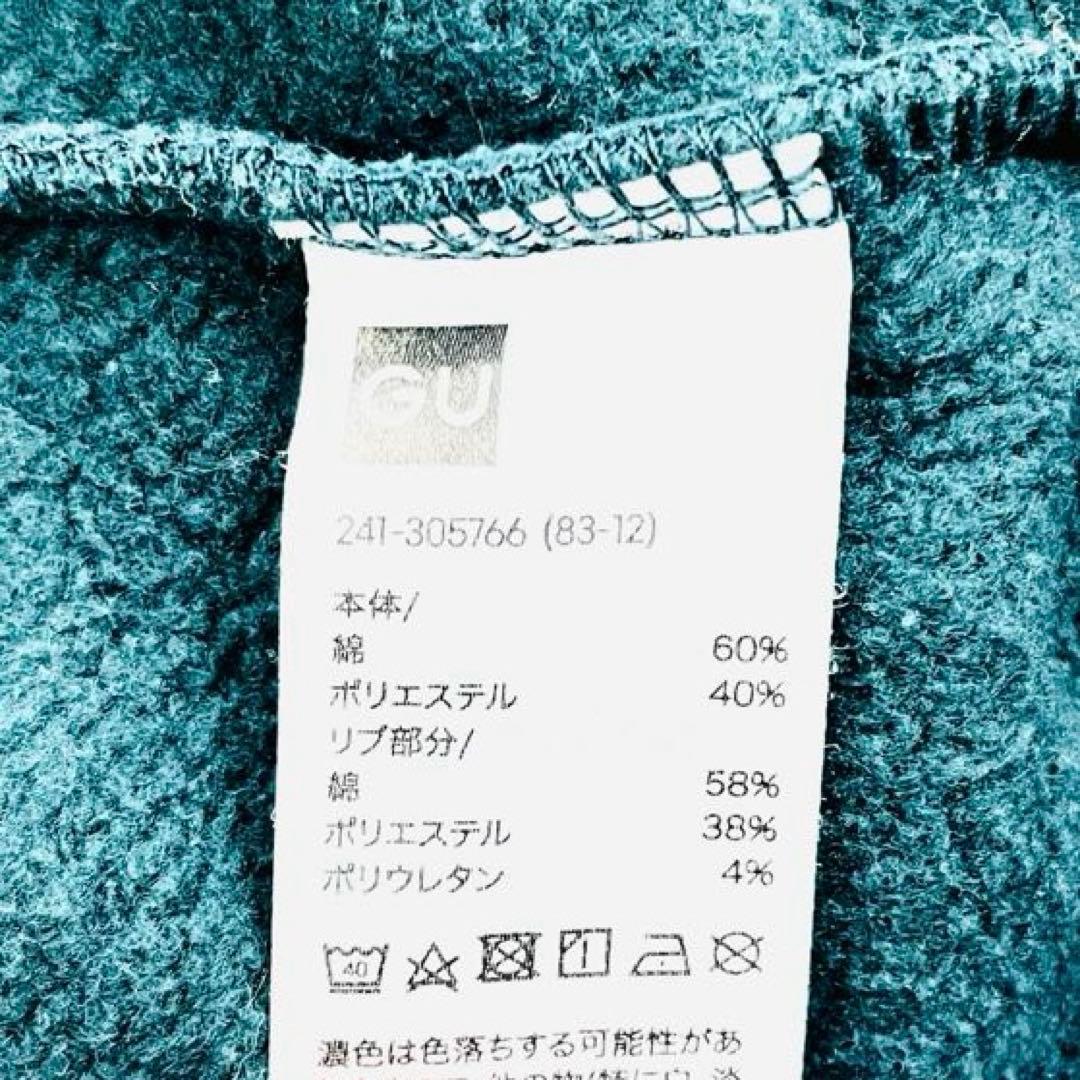 GU
241-305766 (83-12)
本体/
綿 60%
ポリエステル 40%
リブ部分/
綿 58%
ポリエステル 38%
ポリウレタン 4%
40
濃色は色落ちする可能性があ